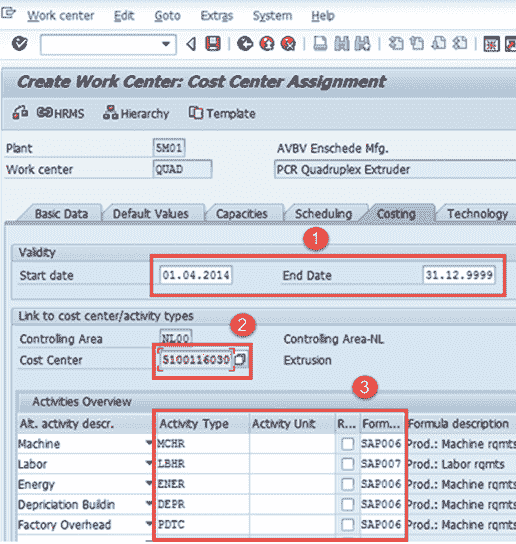 Work center Edit Goto Extras System Help
Create Work Center: Cost Center Assignment
HRMS Hierarchy Template
Plant 5M01 AVBV Enschede Mfg.
Work center QUAD PCR Quadruplex Extruder
Basic Data Default Values Capacities Scheduling Costing Technology
1
Validity
Start date 01.04.2014 End Date 31.12.9999
Link to cost center/activity types
2
Controlling Area NL00 Controlling Area-NL
Cost Center 5100116030 Extrusion
3
Activities Overview
Alt. activity descr. Activity Type Activity Unit R... Form... Formula description
Machine MCHR SAP006 Prod.: Machine rqmts
Labor LBHR SAP007 Prod.: Labor rqmts
Energy ENER SAP006 Prod.: Machine rqmts
Depriciation Buildin DEPR SAP006 Prod.: Machine rqmts
Factory Overhead PDTC SAP006 Prod.: Machine rqmts